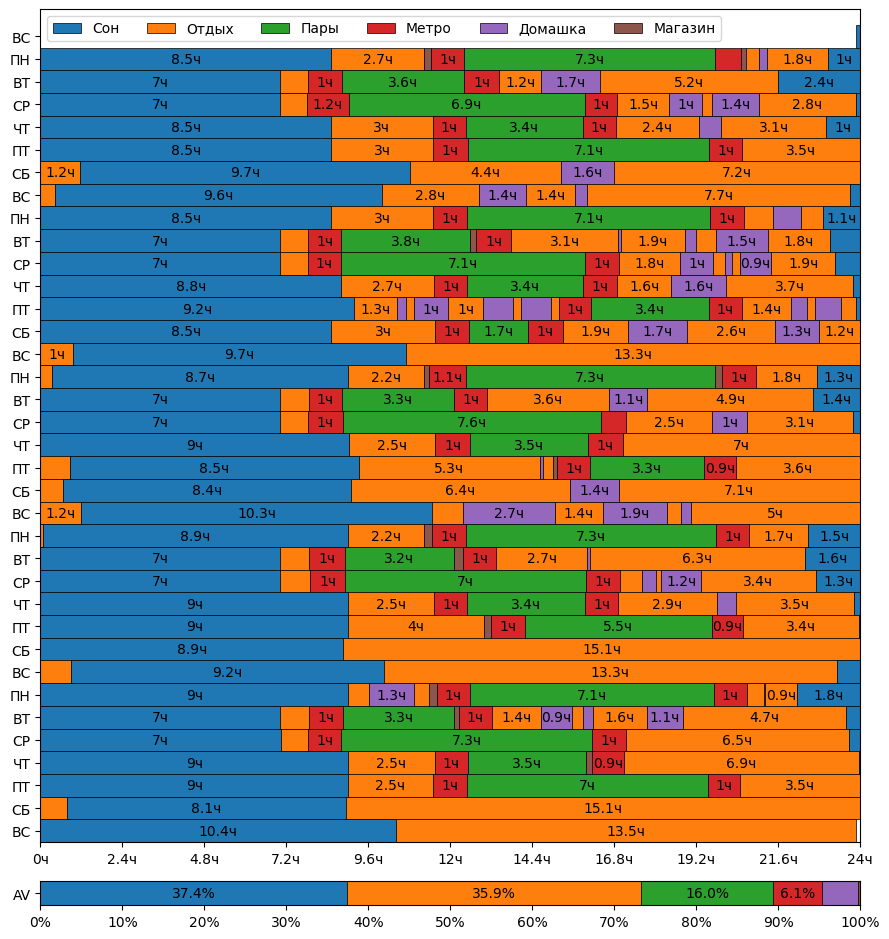 Сон Отдых Пары Метро Домашка Магазин
ВС
ПН 8.5ч 2.7ч 1ч 7.3ч 1.8ч 1ч
ВТ 7ч 1ч 3.6ч 1ч 1.2ч 1.7ч 5.2ч 2.4ч
СР 7ч 1.2ч 6.9ч 1ч 1.5ч 1ч 1.4ч 2.8ч
ЧТ 8.5ч 3ч 1ч 3.4ч 1ч 2.4ч 3.1ч 1ч
ПТ 8.5ч 3ч 1ч 7.1ч 1ч 3.5ч
СБ 1.2ч 9.7ч 4.4ч 1.6ч 7.2ч
ВС 9.6ч 2.8ч 1.4ч 1.4ч 7.7ч
ПН 8.5ч 3ч 1ч 7.1ч 1ч 1.1ч
ВТ 7ч 1ч 3.8ч 1ч 3.1ч 1.9ч 1.5ч 1.8ч
СР 7ч 1ч 7.1ч 1ч 1.8ч 1ч 0.9ч 1.9ч
ЧТ 8.8ч 2.7ч 1ч 3.4ч 1ч 1.6ч 1.6ч 3.7ч
ПТ 9.2ч 1.3ч 1ч 1ч 1ч 3.4ч 1ч 1.4ч
СБ 8.5ч 3ч 1ч 1.7ч 1ч 1.9ч 1.7ч 2.6ч 1.3ч 1.2ч
ВС 1ч 9.7ч 13.3ч
ПН 8.7ч 2.2ч 1.1ч 7.3ч 1ч 1.8ч 1.3ч
ВТ 7ч 1ч 3.3ч 1ч 3.6ч 1.1ч 4.9ч 1.4ч
СР 7ч 1ч 7.6ч 2.5ч 1ч 3.1ч
ЧТ 9ч 2.5ч 1ч 3.5ч 1ч 7ч
ПТ 8.5ч 5.3ч 1ч 3.3ч 0.9ч 3.6ч
СБ 8.4ч 6.4ч 1.4ч 7.1ч
ВС 1.2ч 10.3ч 2.7ч 1.4ч 1.9ч 5ч
ПН 8.9ч 2.2ч 1ч 7.3ч 1ч 1.7ч 1.5ч
ВТ 7ч 1ч 3.2ч 1ч 2.7ч 6.3ч 1.6ч
СР 7ч 1ч 7ч 1ч 1.2ч 3.4ч 1.3ч
ЧТ 9ч 2.5ч 1ч 3.4ч 1ч 2.9ч 3.5ч
ПТ 9ч 4ч 1ч 5.5ч 0.9ч 3.4ч
СБ 8.9ч 15.1ч
ВС 9.2ч 13.3ч
ПН 9ч 1.3ч 1ч 7.1ч 1ч 0.9ч 1.8ч
ВТ 7ч 1ч 3.3ч 1ч 1.4ч 0.9ч 1.6ч 1.1ч 4.7ч
СР 7ч 1ч 7.3ч 1ч 6.5ч
ЧТ 9ч 2.5ч 1ч 3.5ч 0.9ч 6.9ч
ПТ 9ч 2.5ч 1ч 7ч 1ч 3.5ч
СБ 8.1ч 15.1ч
ВС 10.4ч 13.5ч
0ч 2.4ч 4.8ч 7.2ч 9.6ч 12ч 14.4ч 16.8ч 19.2ч 21.6ч 24ч
AV 37.4% 35.9% 16.0% 6.1%
0% 10% 20% 30% 40% 50% 60% 70% 80% 90% 100%